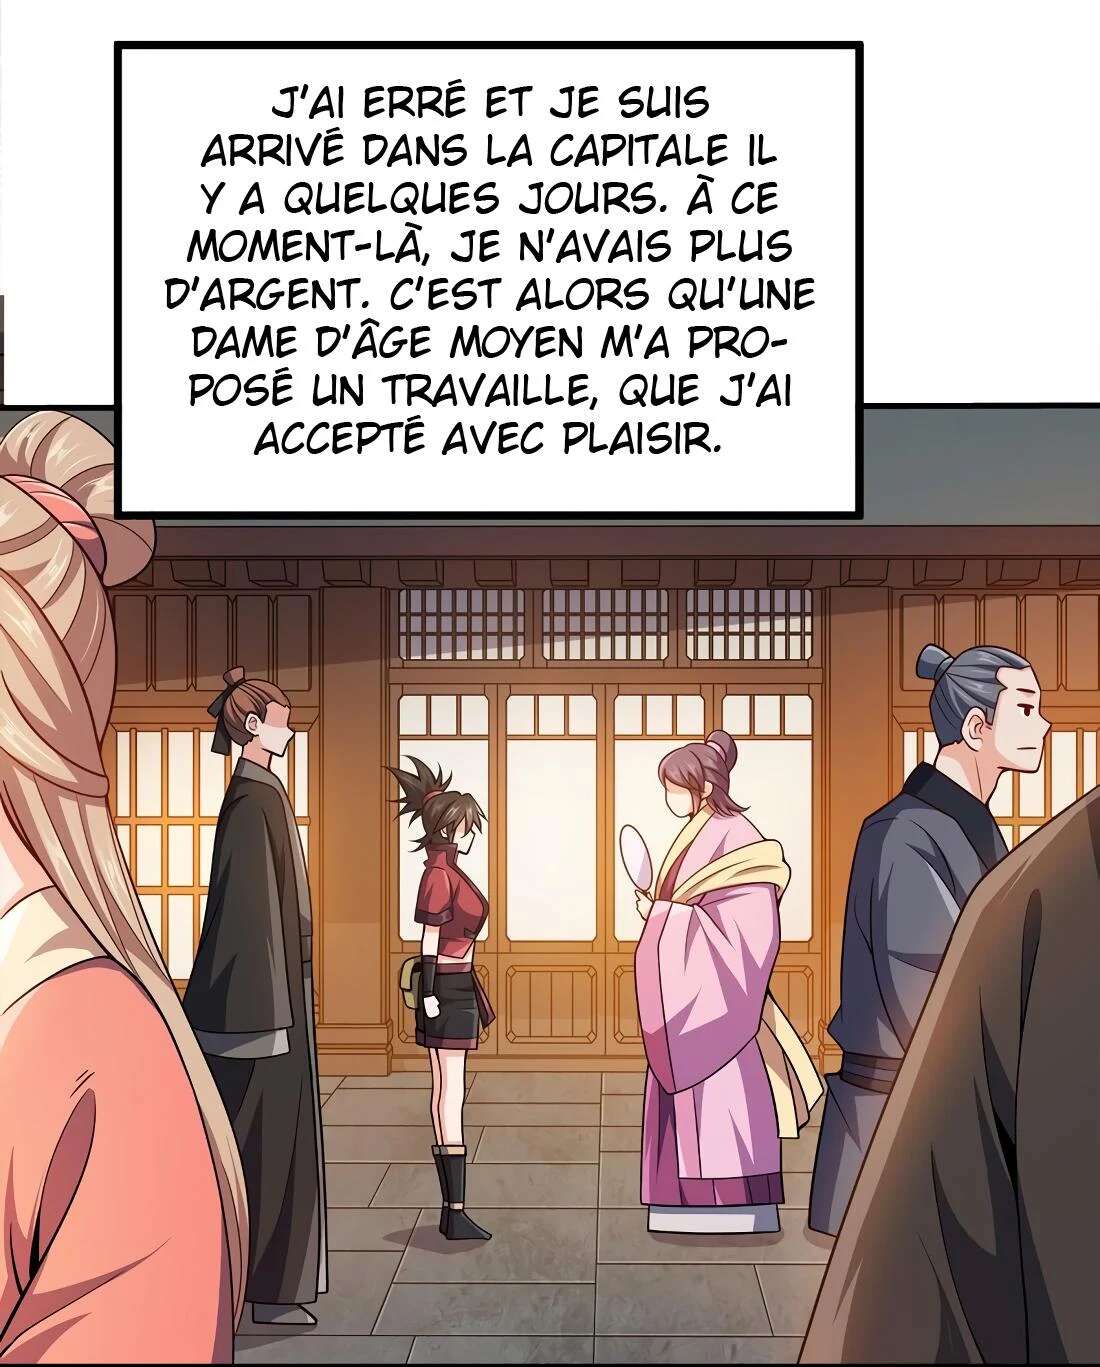 J'AI ERRÉ ET JE SUIS
ARRIVÉ DANS LA CAPITALE IL
Y A QUELQUES JOURS. À CE
MOMENT-LÀ, JE N'AVAIS PLUS
D'ARGENT. C'EST ALORS QU'UNE
DAME D'ÂGE MOYEN M'A PRO-
POSÉ UN TRAVAILLE, QUE J'AI
ACCEPTÉ AVEC PLAISIR.